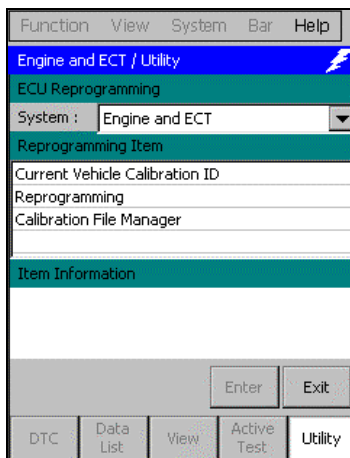 Function View System Bar Help
Engine and ECT / Utility
ECU Reprogramming
System : Engine and ECT
Reprogramming Item
Current Vehicle Calibration ID
Reprogramming
Calibration File Manager
Item Information
Enter Exit
DTC Data List View Active Test Utility